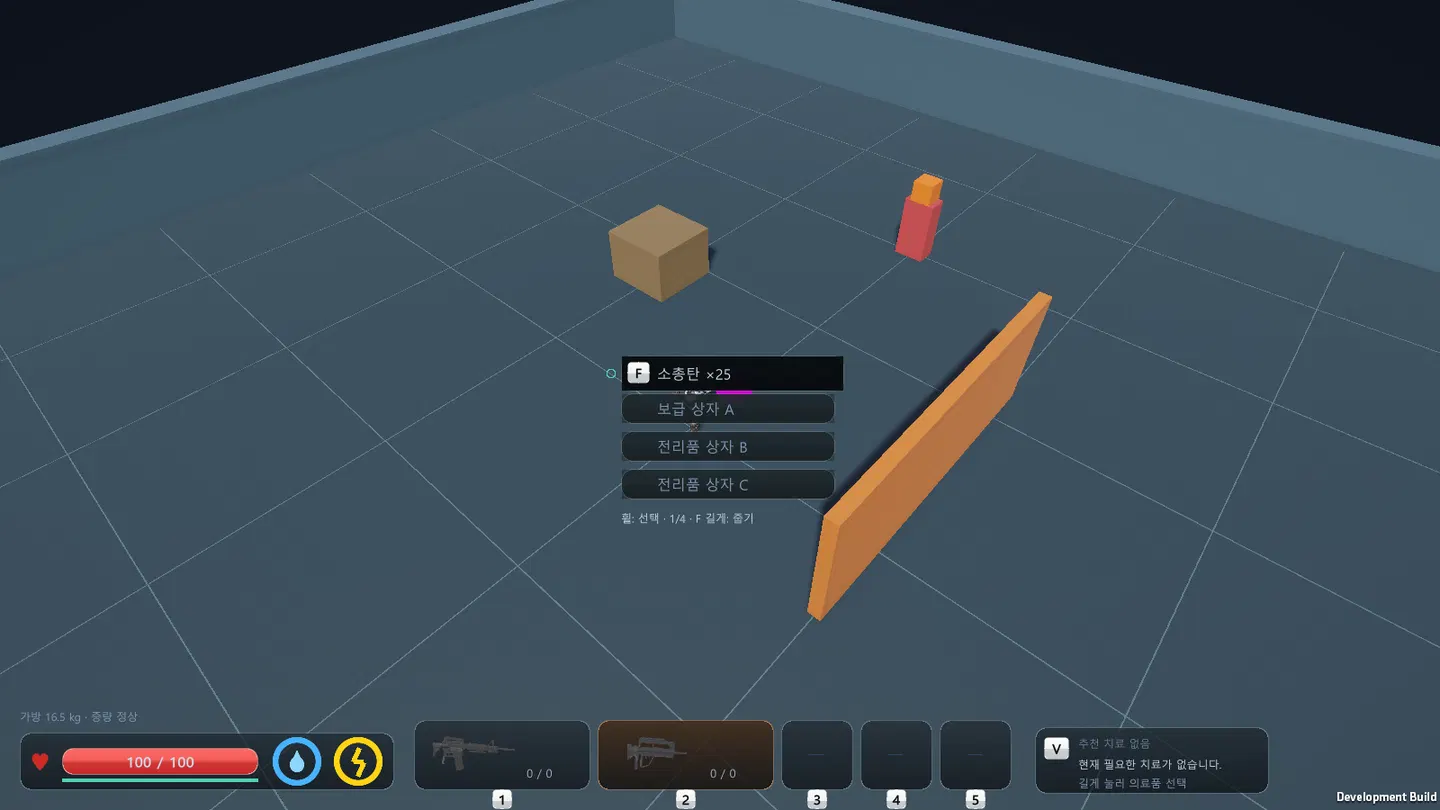 F 소총탄 ×25
보급 상자 A
전리품 상자 B
전리품 상자 C
휠: 선택 · 1/4 · F 길게: 줍기
가방 16.5 kg · 중량 정상
100 / 100
0 / 0
0 / 0
1
2
3
4
5
V 추천 치료 없음
현재 필요한 치료가 없습니다.
길게 눌러 의료품 선택
Development Build